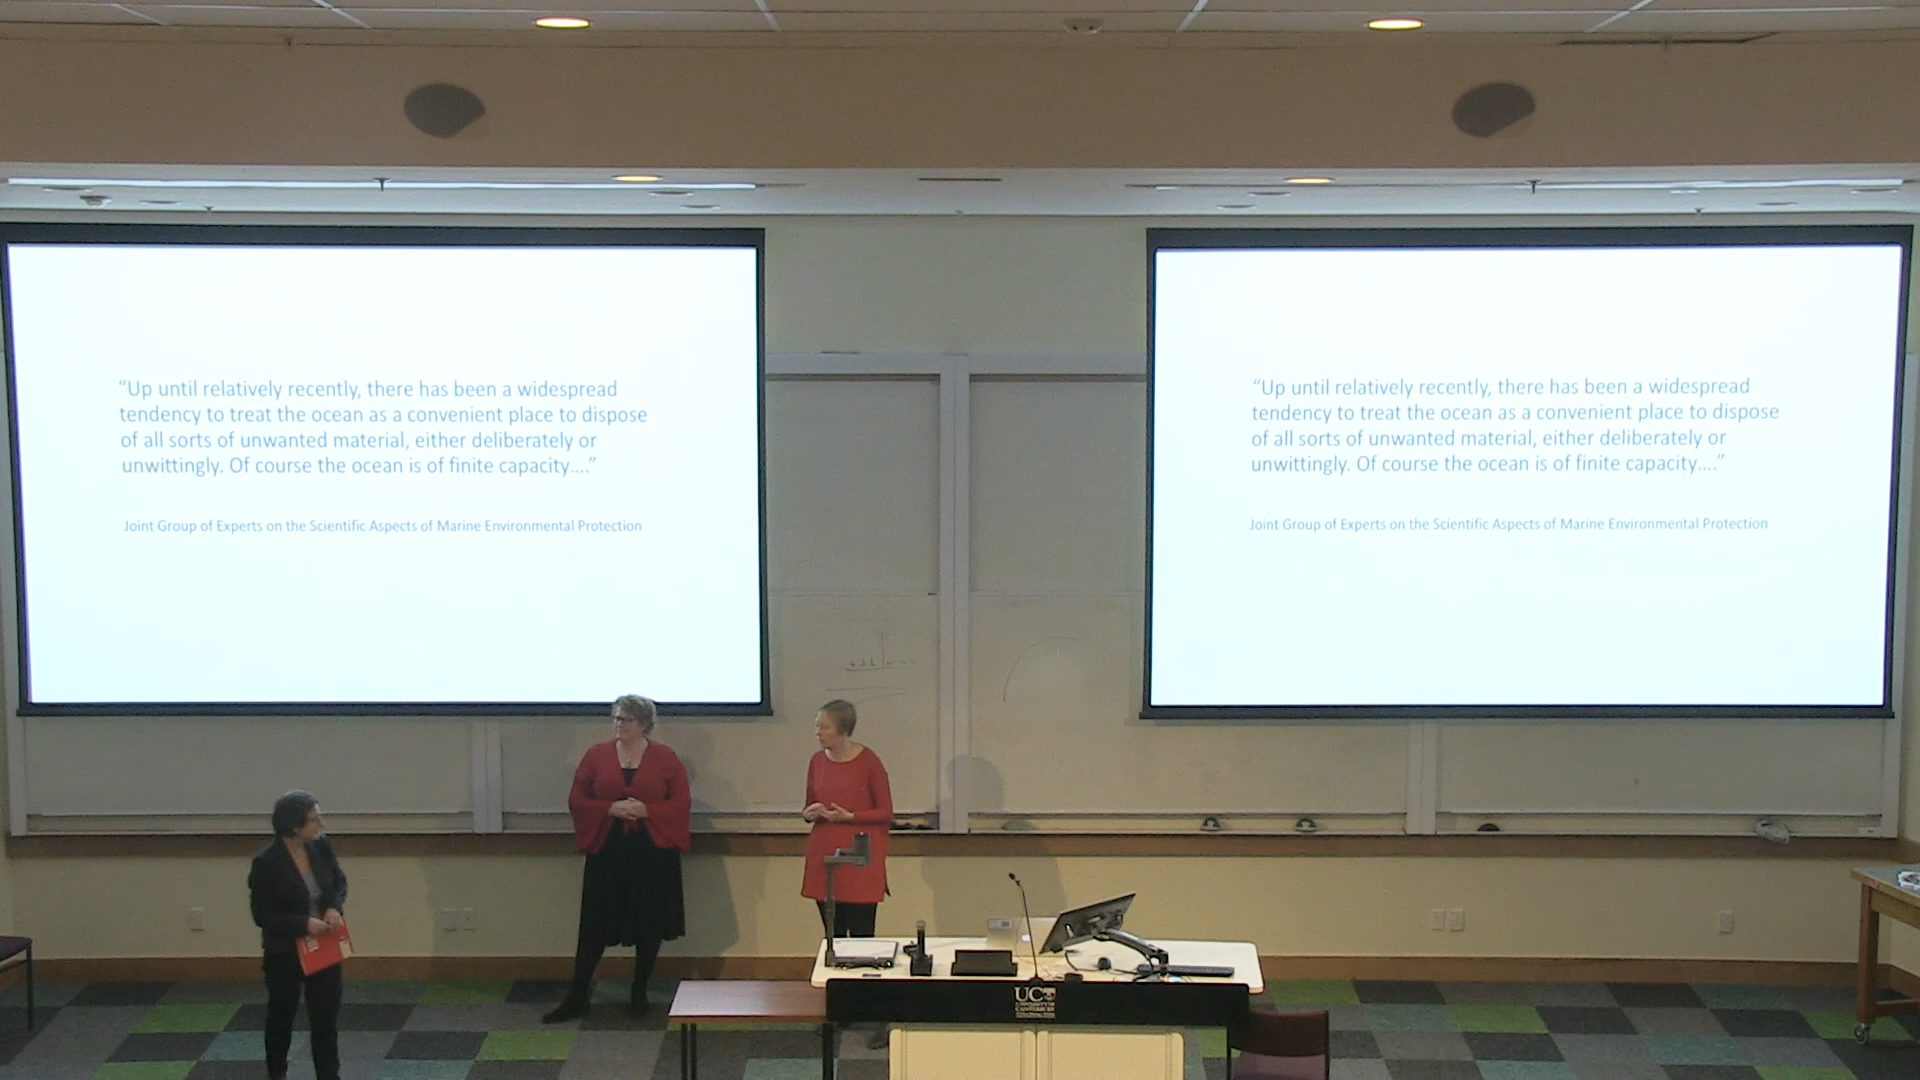 “Up until relatively recently, there has been a widespread
tendency to treat the ocean as a convenient place to dispose
of all sorts of unwanted material, either deliberately or
unwittingly. Of course the ocean is of finite capacity....”
Joint Group of Experts on the Scientific Aspects of Marine Environmental Protection
“Up until relatively recently, there has been a widespread
tendency to treat the ocean as a convenient place to dispose
of all sorts of unwanted material, either deliberately or
unwittingly. Of course the ocean is of finite capacity....”
Joint Group of Experts on the Scientific Aspects of Marine Environmental Protection
UC
UNIVERSITY OF
CANTERBURY